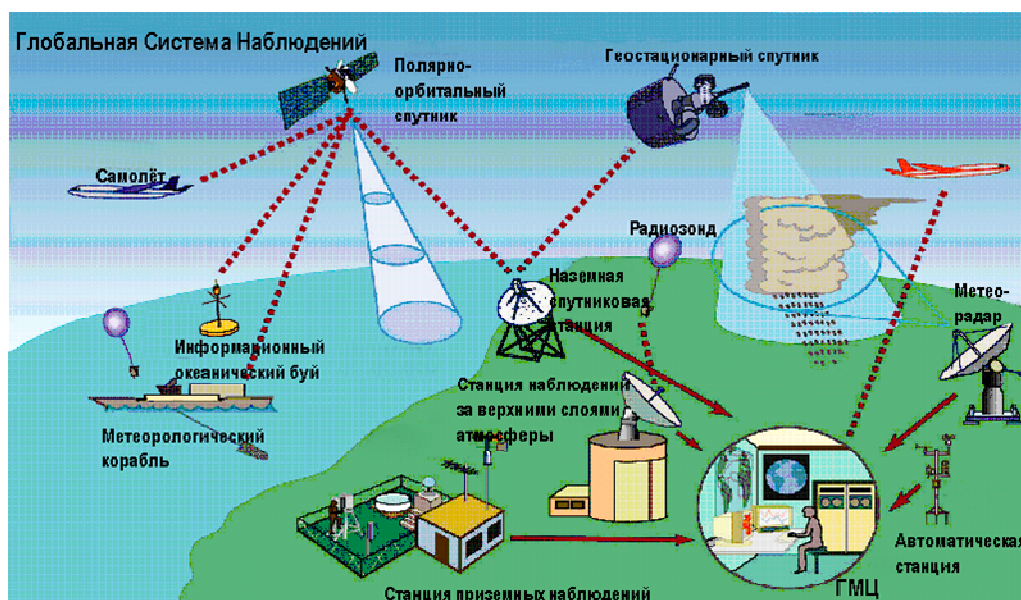 Глобальная Система Наблюдений
Полярно-
орбитальный
спутник
Геостационарный спутник
Самолёт
Радиозонд
Наземная
спутниковая
станция
Метео-
радар
Информационный
океанический буй
Станция наблюдений
за верхними слоями
атмосферы
Метеорологический
корабль
Автоматическая
станция
ГМЦ
Станция приземных наблюдений